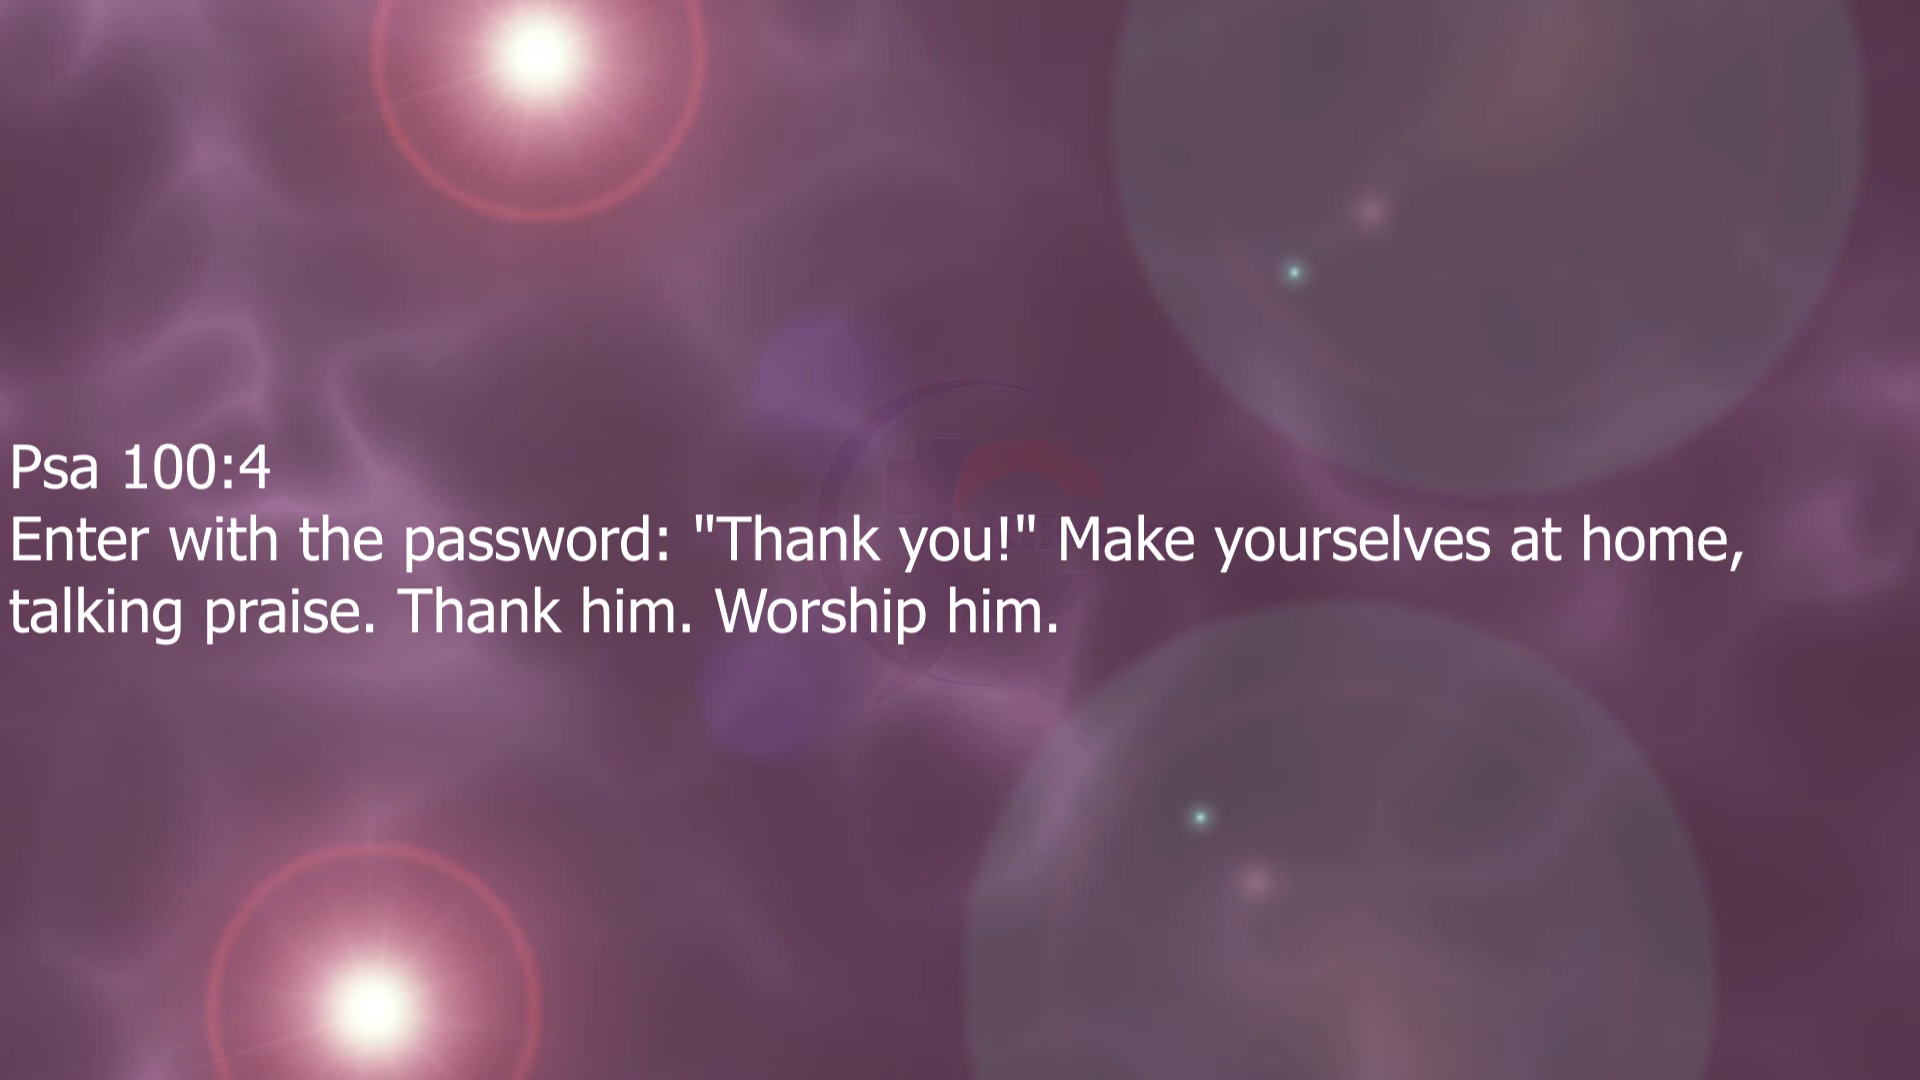 Psa 100:4
Enter with the password: "Thank you!" Make yourselves at home,
talking praise. Thank him. Worship him.